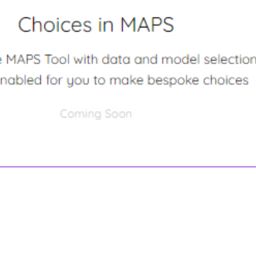 Choices in MAPS
MAPS Tool with data and model selection
nabled for you to make bespoke choices
Coming Soon